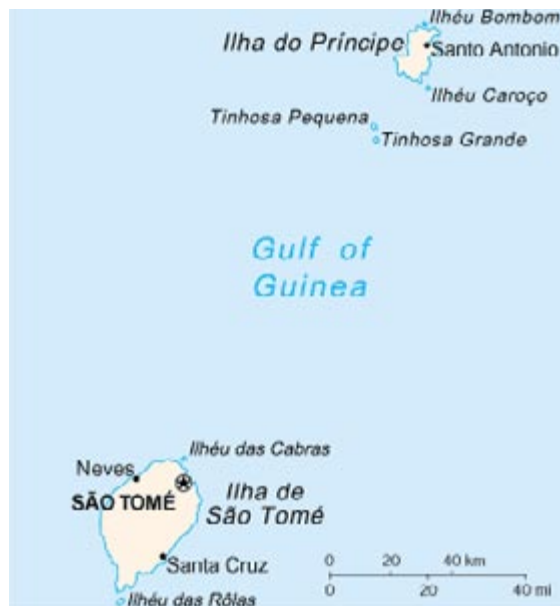 Ilhéu Bombom
Ilha do Príncipe
Santo Antonio
Ilhéu Caroço
Tinhosa Pequena
Tinhosa Grande
Gulf of
Guinea
Ilhéu das Cabras
Neves
SÃO TOMÉ
Ilha de
São Tomé
Santa Cruz
Ilhéu das Rôlas
0 20 40 km
0 20 40 mi